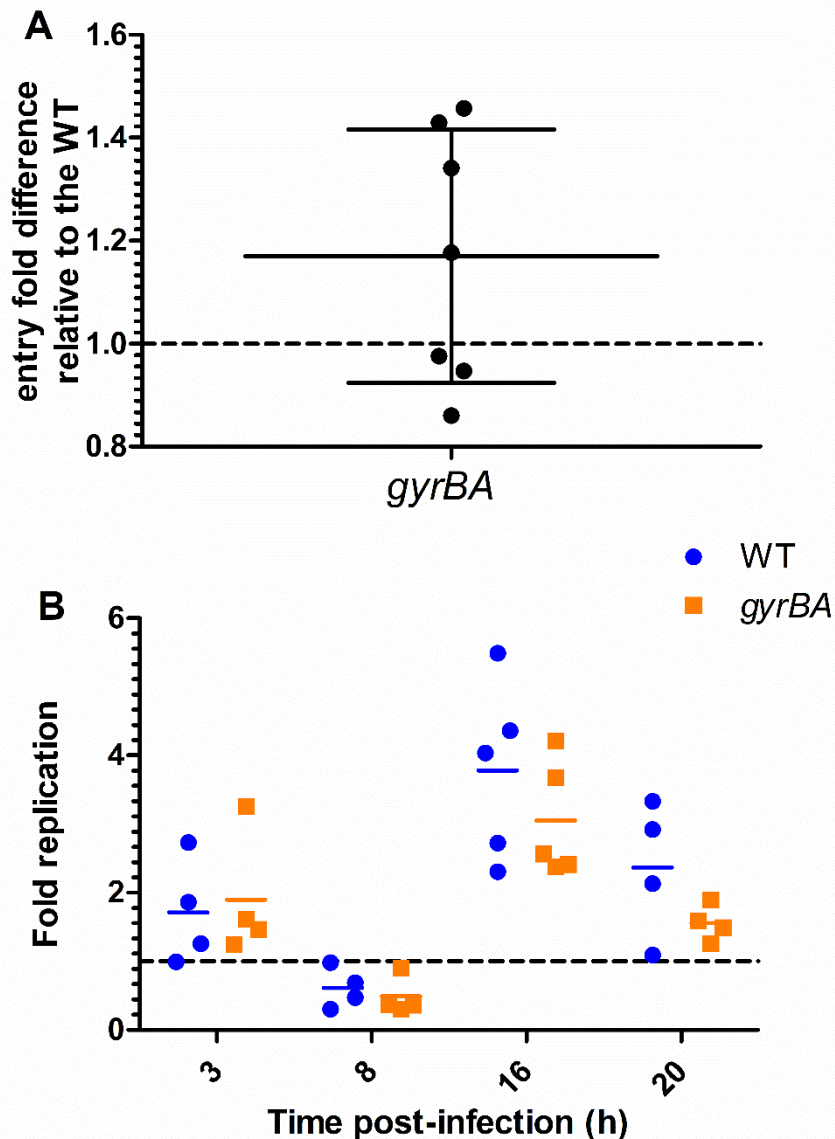 A
entry fold difference
relative to the WT
1.6
1.4
1.2
1.0
0.8
gyrBA
WT
gyrBA
B
Fold replication
6
4
2
0
3
8
16
20
Time post-infection (h)